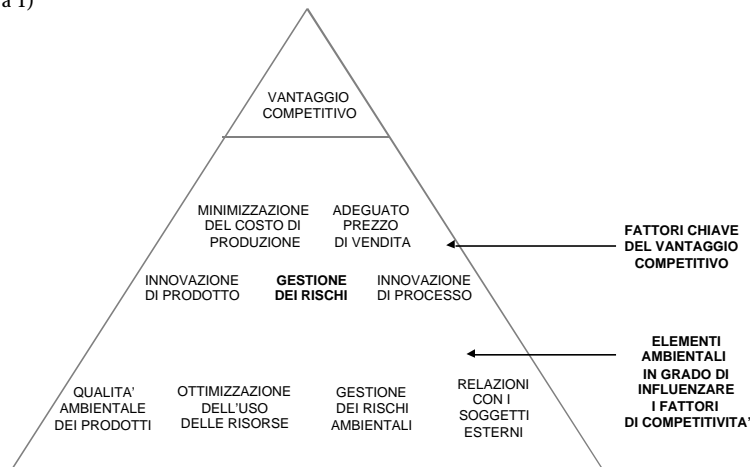 a 1)
VANTAGGIO
COMPETITIVO
MINIMIZZAZIONE
DEL COSTO DI
PRODUZIONE
ADEGUATO
PREZZO
DI VENDITA
FATTORI CHIAVE
DEL VANTAGGIO
COMPETITIVO
INNOVAZIONE
DI PRODOTTO
GESTIONE
DEI RISCHI
INNOVAZIONE
DI PROCESSO
ELEMENTI
AMBIENTALI
IN GRADO DI
INFLUENZARE
I FATTORI
DI COMPETITIVITA'
QUALITA'
AMBIENTALE
DEI PRODOTTI
OTTIMIZZAZIONE
DELL'USO
DELLE RISORSE
GESTIONE
DEI RISCHI
AMBIENTALI
RELAZIONI
CON I
SOGGETTI
ESTERNI